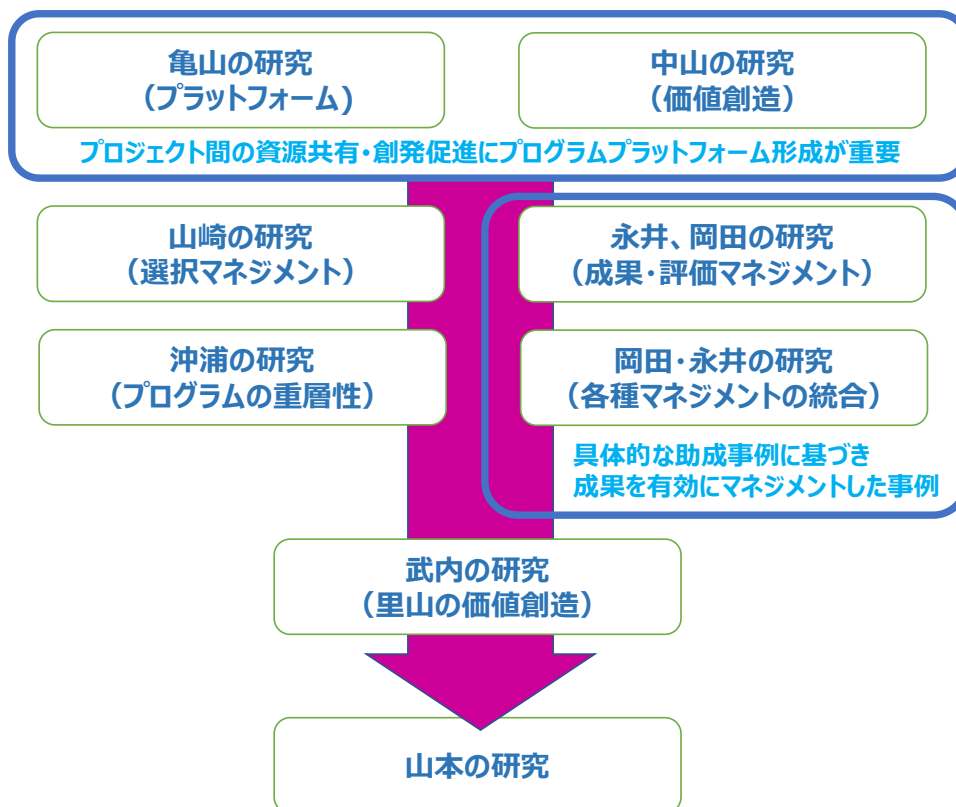 亀山の研究
（プラットフォーム)
中山の研究
（価値創造）
プロジェクト間の資源共有・創発促進にプログラムプラットフォーム形成が重要
山崎の研究
（選択マネジメント）
永井、岡田の研究
（成果・評価マネジメント）
沖浦の研究
（プログラムの重層性）
岡田・永井の研究
（各種マネジメントの統合）
具体的な助成事例に基づき
成果を有効にマネジメントした事例
武内の研究
（里山の価値創造）
山本の研究